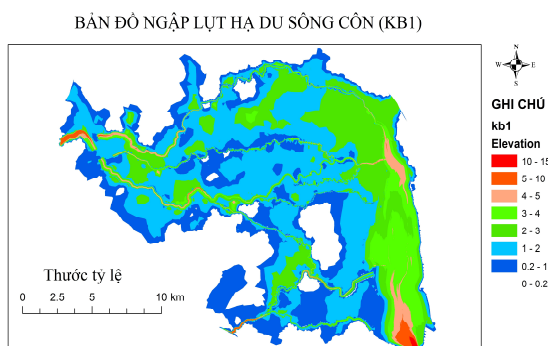 BẢN ĐỒ NGẬP LỤT HẠ DU SÔNG CÔN (KB1)
N
W E
S
GHI CHÚ
kb1
Elevation
10 - 15
5 - 10
4 - 5
3 - 4
2 - 3
1 - 2
0.2 - 1
0 - 0.2
Thước tỷ lệ
0 2.5 5 10 km